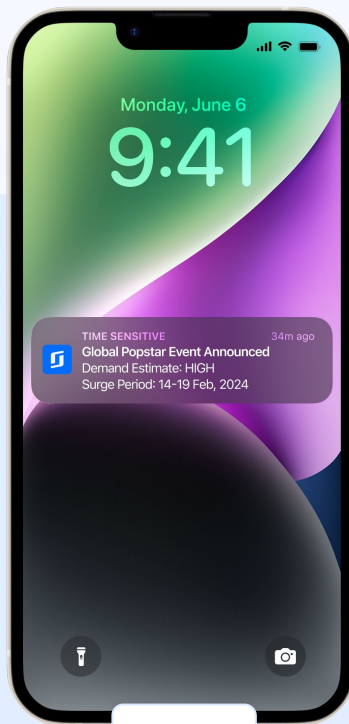 Monday, June 6
9:41
TIME SENSITIVE 34m ago
Global Popstar Event Announced
Demand Estimate: HIGH
Surge Period: 14-19 Feb, 2024